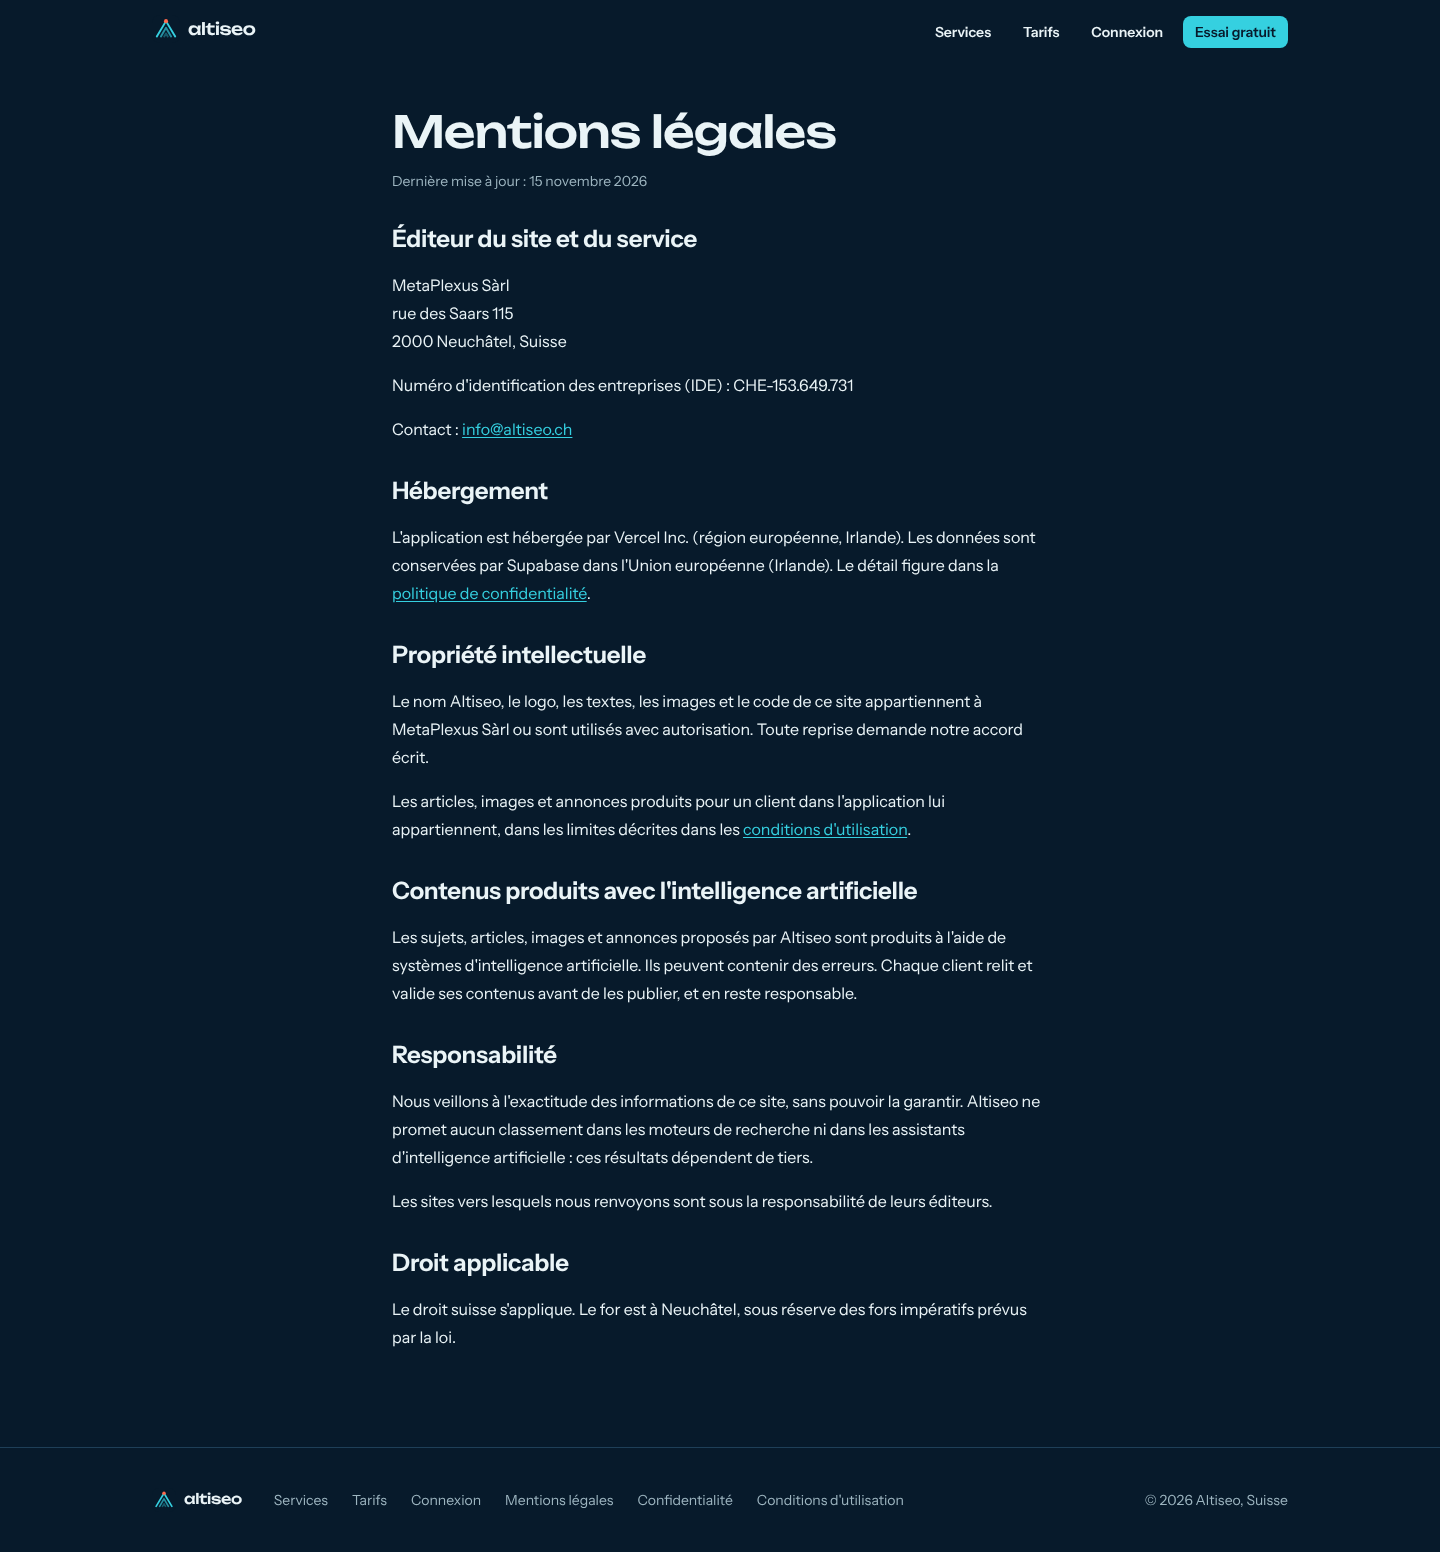 altiseo
Services
Tarifs
Connexion
Essai gratuit
Mentions légales
Dernière mise à jour : 15 novembre 2026
Éditeur du site et du service
MetaPlexus Sàrl
rue des Saars 115
2000 Neuchâtel, Suisse
Numéro d'identification des entreprises (IDE) : CHE-153.649.731
Contact : info@altiseo.ch
Hébergement
L'application est hébergée par Vercel Inc. (région européenne, Irlande). Les données sont
conservées par Supabase dans l'Union européenne (Irlande). Le détail figure dans la
politique de confidentialité.
Propriété intellectuelle
Le nom Altiseo, le logo, les textes, les images et le code de ce site appartiennent à
MetaPlexus Sàrl ou sont utilisés avec autorisation. Toute reprise demande notre accord
écrit.
Les articles, images et annonces produits pour un client dans l'application lui
appartiennent, dans les limites décrites dans les conditions d'utilisation.
Contenus produits avec l'intelligence artificielle
Les sujets, articles, images et annonces proposés par Altiseo sont produits à l'aide de
systèmes d'intelligence artificielle. Ils peuvent contenir des erreurs. Chaque client relit et
valide ses contenus avant de les publier, et en reste responsable.
Responsabilité
Nous veillons à l'exactitude des informations de ce site, sans pouvoir la garantir. Altiseo ne
promet aucun classement dans les moteurs de recherche ni dans les assistants
d'intelligence artificielle : ces résultats dépendent de tiers.
Les sites vers lesquels nous renvoyons sont sous la responsabilité de leurs éditeurs.
Droit applicable
Le droit suisse s'applique. Le for est à Neuchâtel, sous réserve des fors impératifs prévus
par la loi.
altiseo
Services
Tarifs
Connexion
Mentions légales
Confidentialité
Conditions d'utilisation
© 2026 Altiseo, Suisse